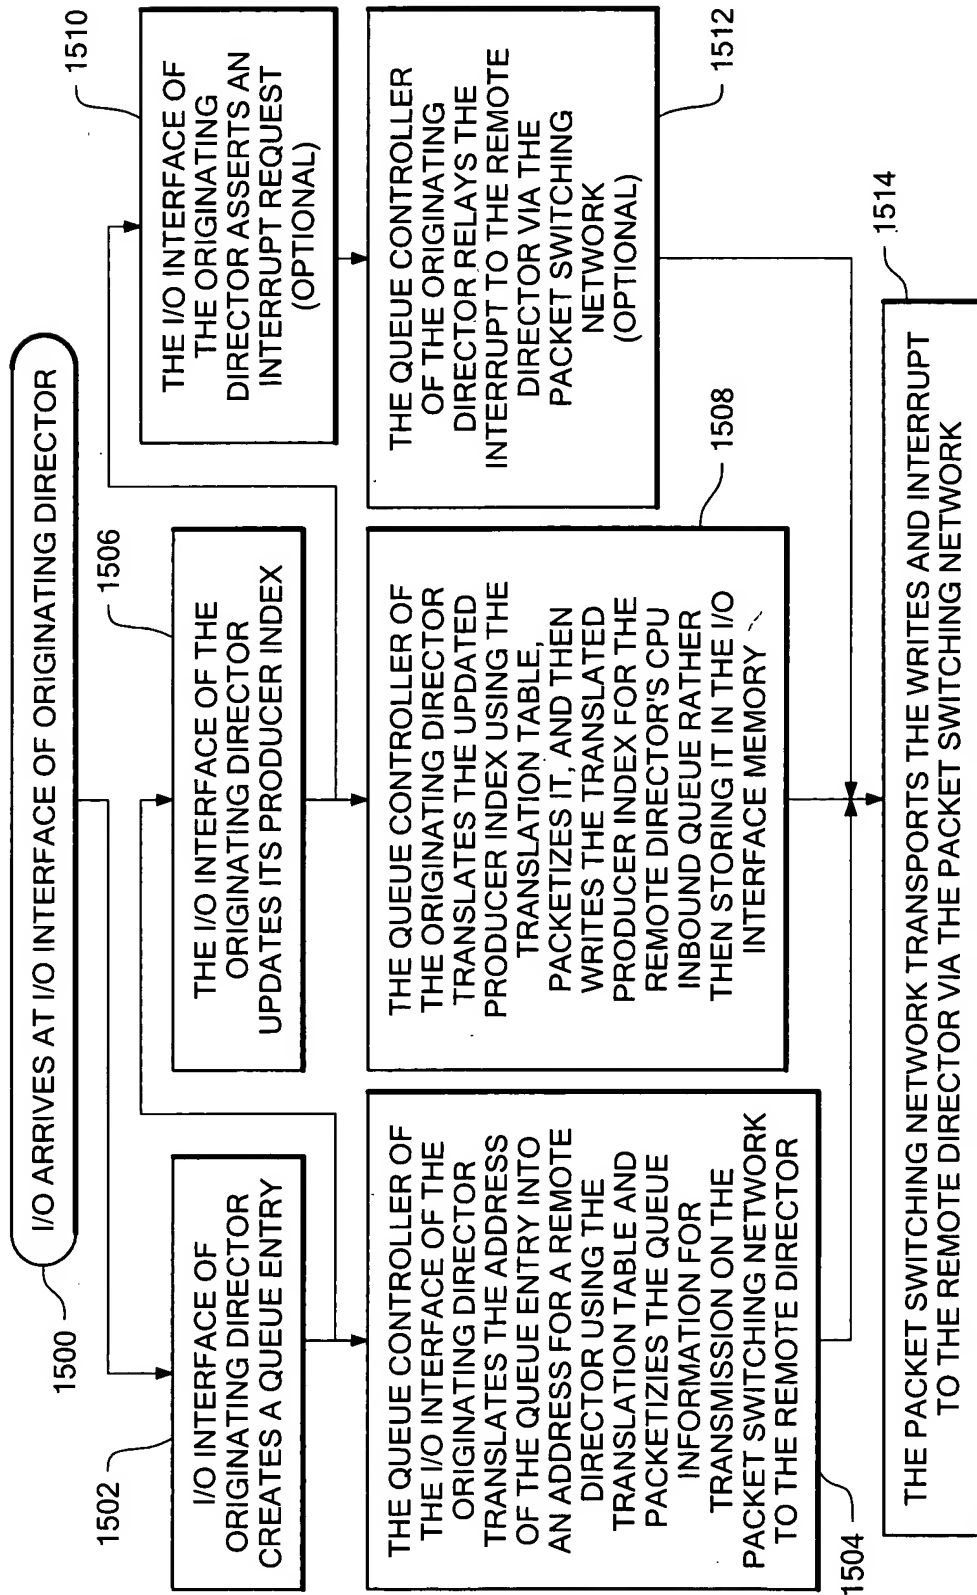 I/O ARRIVES AT I/O INTERFACE OF ORIGINATING DIRECTOR
1500
1502
I/O INTERFACE OF
ORIGINATING DIRECTOR
CREATES A QUEUE ENTRY
THE QUEUE CONTROLLER OF
THE I/O INTERFACE OF THE
ORIGINATING DIRECTOR
TRANSLATES THE ADDRESS
OF THE QUEUE ENTRY INTO
AN ADDRESS FOR A REMOTE
DIRECTOR USING THE
TRANSLATION TABLE AND
PACKETIZES THE QUEUE
INFORMATION FOR
TRANSMISSION ON THE
PACKET SWITCHING NETWORK
TO THE REMOTE DIRECTOR
1504
1506
THE I/O INTERFACE OF THE
ORIGINATING DIRECTOR
UPDATES ITS PRODUCER INDEX
THE QUEUE CONTROLLER OF
THE ORIGINATING DIRECTOR
TRANSLATES THE UPDATED
PRODUCER INDEX USING THE
TRANSLATION TABLE,
PACKETIZES IT, AND THEN
WRITES THE TRANSLATED
PRODUCER INDEX FOR THE
REMOTE DIRECTOR'S CPU
INBOUND QUEUE RATHER
THEN STORING IT IN THE I/O
INTERFACE MEMORY
1508
1510
THE I/O INTERFACE OF
THE ORIGINATING
DIRECTOR ASSERTS AN
INTERRUPT REQUEST
(OPTIONAL)
THE QUEUE CONTROLLER
OF THE ORIGINATING
DIRECTOR RELAYS THE
INTERRUPT TO THE REMOTE
DIRECTOR VIA THE
PACKET SWITCHING
NETWORK
(OPTIONAL)
1512
1514
THE PACKET SWITCHING NETWORK TRANSPORTS THE WRITES AND INTERRUPT
TO THE REMOTE DIRECTOR VIA THE PACKET SWITCHING NETWORK